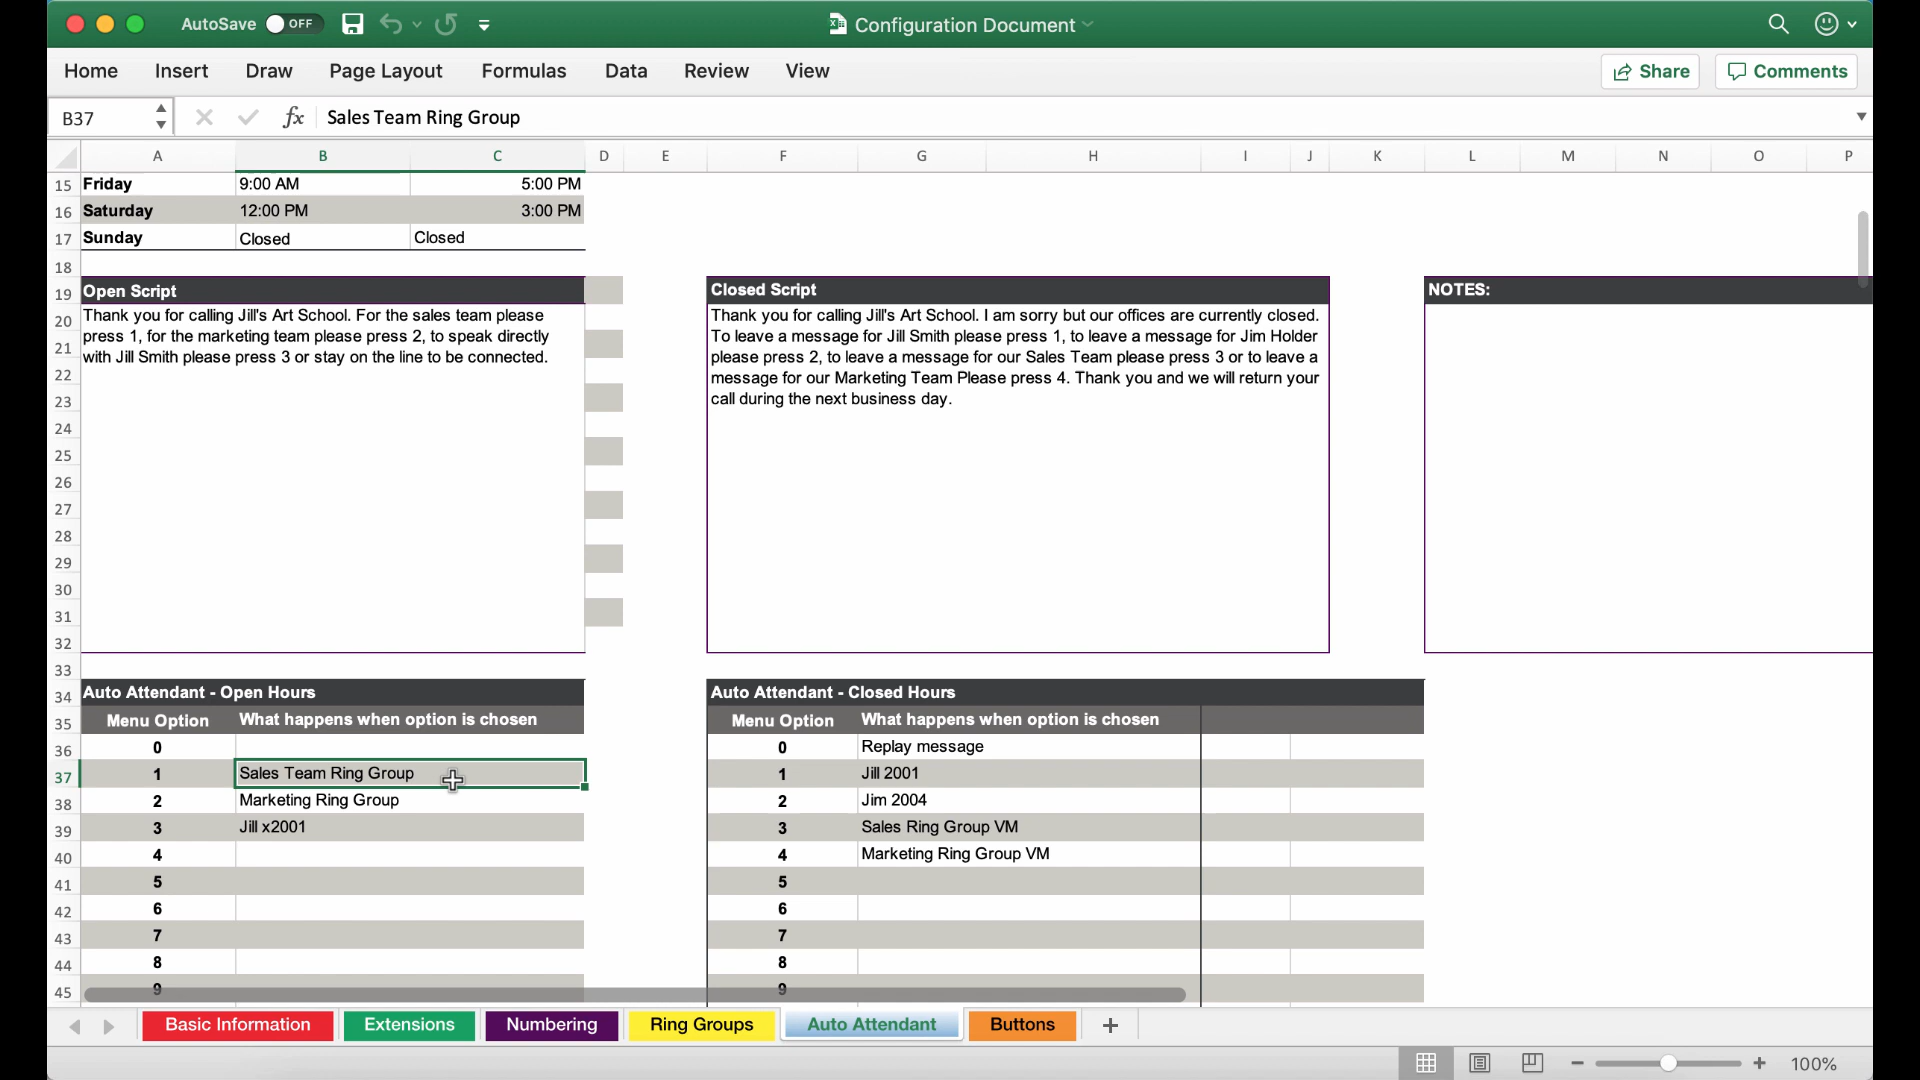 AutoSave OFF
Configuration Document
Home Insert Draw Page Layout Formulas Data Review View
Share Comments
B37 fx Sales Team Ring Group
A B C D E F G H I J K L M N O P
15 Friday 9:00 AM 5:00 PM
16 Saturday 12:00 PM 3:00 PM
17 Sunday Closed Closed
18
19 Open Script Closed Script NOTES:
20 Thank you for calling Jill's Art School. For the sales team please
21 press 1, for the marketing team please press 2, to speak directly
22 with Jill Smith please press 3 or stay on the line to be connected.
Thank you for calling Jill's Art School. I am sorry but our offices are currently closed.
To leave a message for Jill Smith please press 1, to leave a message for Jim Holder
please press 2, to leave a message for our Sales Team please press 3 or to leave a
message for our Marketing Team Please press 4. Thank you and we will return your
call during the next business day.
23
24
25
26
27
28
29
30
31
32
33
34 Auto Attendant - Open Hours Auto Attendant - Closed Hours
35 Menu Option What happens when option is chosen Menu Option What happens when option is chosen
36 0 0 Replay message
37 1 Sales Team Ring Group 1 Jill 2001
38 2 Marketing Ring Group 2 Jim 2004
39 3 Jill x2001 3 Sales Ring Group VM
40 4 4 Marketing Ring Group VM
41 5 5
42 6 6
43 7 7
44 8 8
45 9 9
Basic Information Extensions Numbering Ring Groups Auto Attendant Buttons +
100%